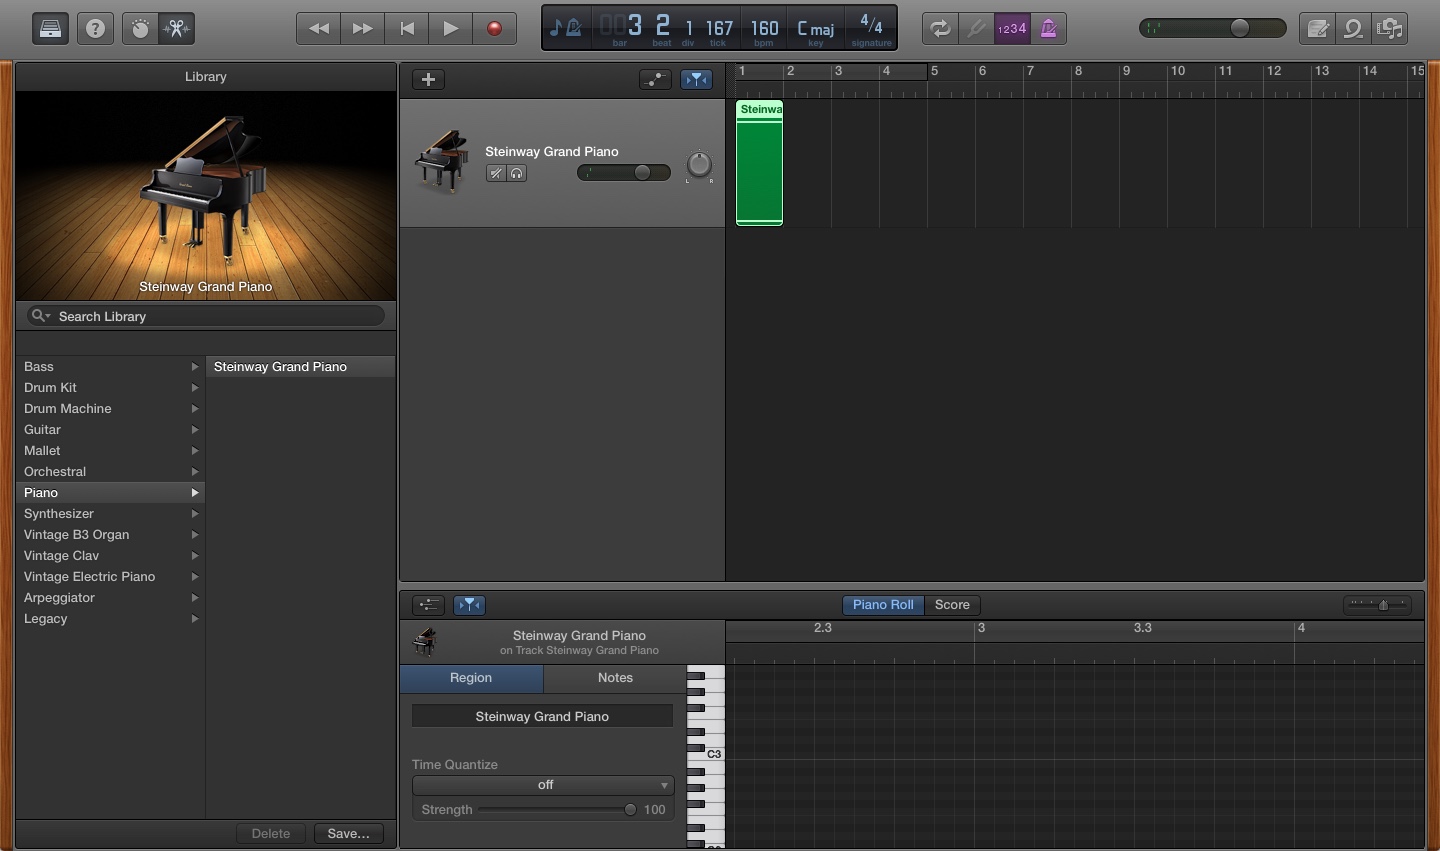 1234
3 2 1 167 160 C maj 4/4
bar beat div tick bpm key signature
Library
Steinway Grand Piano
Search Library
Bass
Drum Kit
Drum Machine
Guitar
Mallet
Orchestral
Piano
Synthesizer
Vintage B3 Organ
Vintage Clav
Vintage Electric Piano
Arpeggiator
Legacy
Steinway Grand Piano
Delete Save...
1 2 3 4 5 6 7 8 9 10 11 12 13 14 15
Steinway Grand Piano
L R
Steinwa
Piano Roll Score
Steinway Grand Piano
on Track Steinway Grand Piano
2.3 3 3.3 4
Region Notes
Steinway Grand Piano
Time Quantize
off
Strength 100
C3